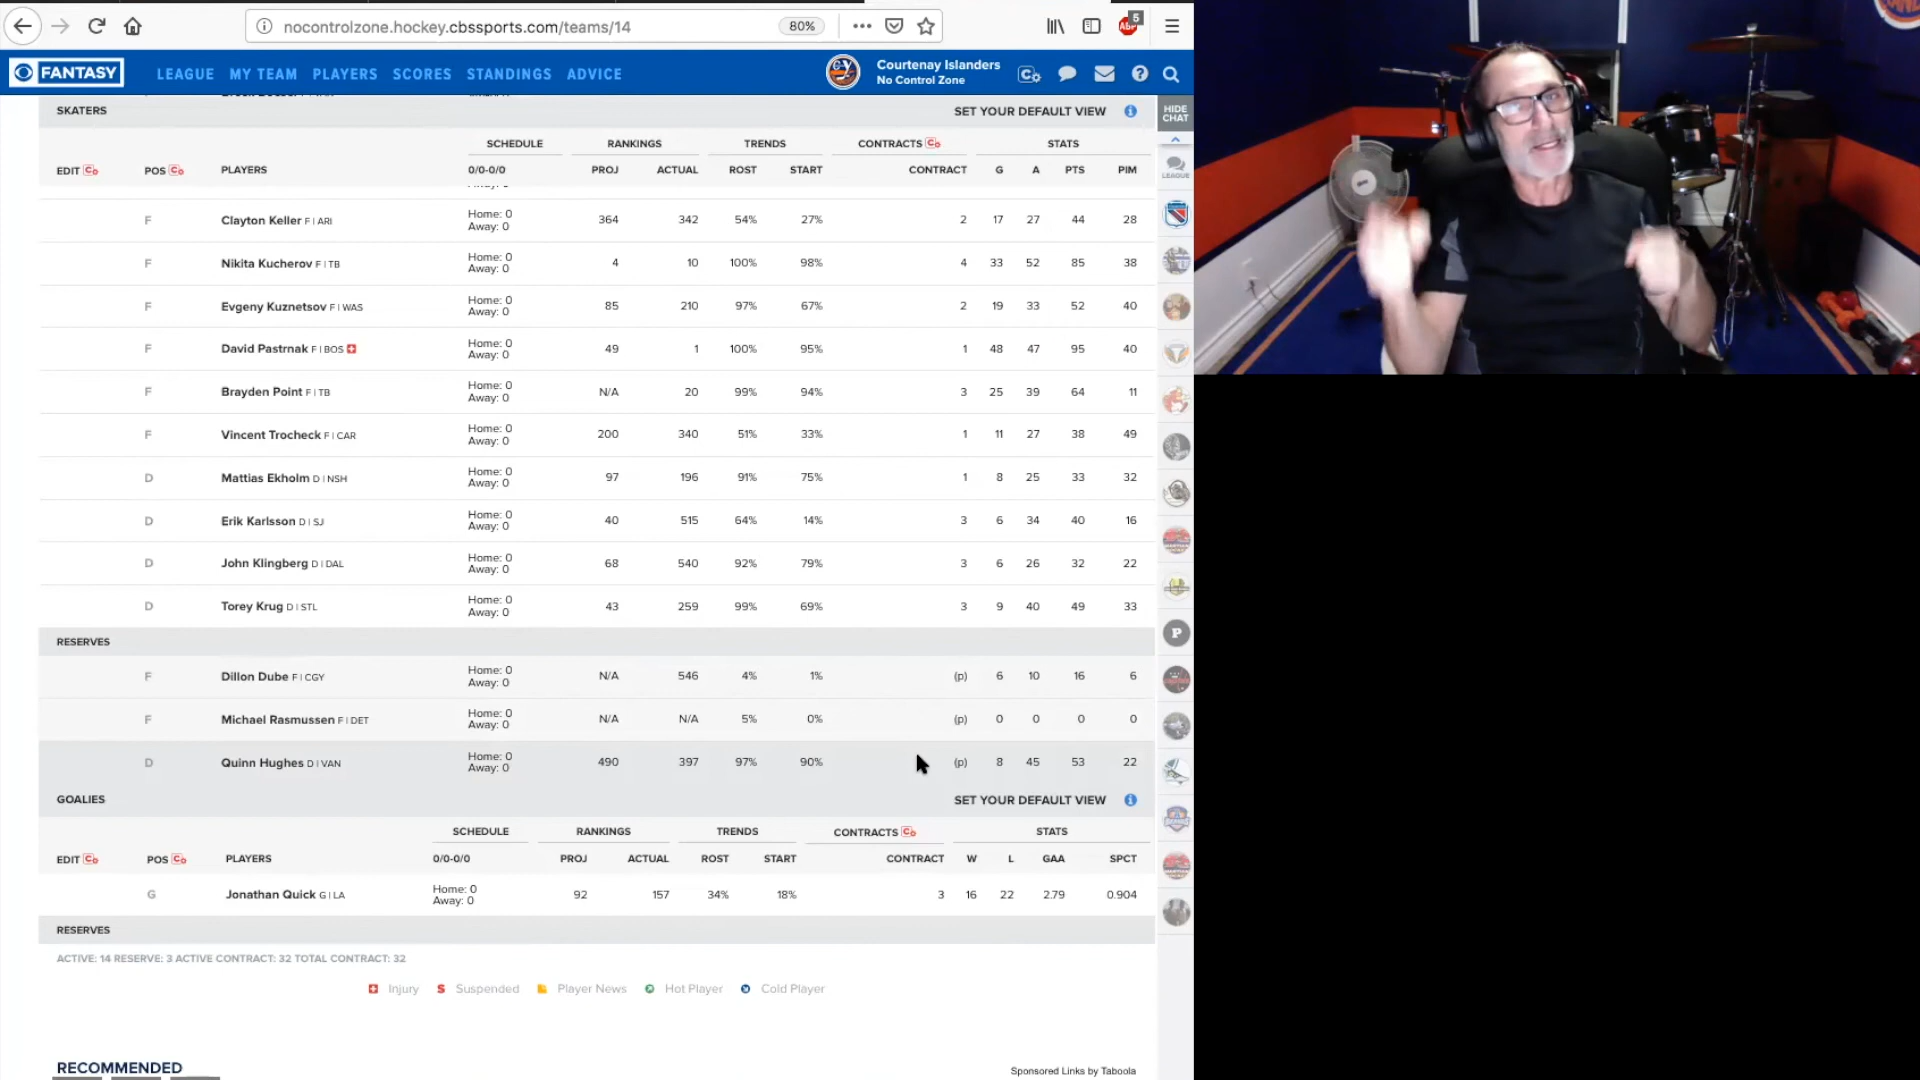 nocontrolzone.hockey.cbssports.com/teams/14 80% ABP 5
FANTASY LEAGUE MY TEAM PLAYERS SCORES STANDINGS ADVICE Courtenay Islanders
No Control Zone
SKATERS SET YOUR DEFAULT VIEW HIDE CHAT
SCHEDULE RANKINGS TRENDS CONTRACTS STATS
EDIT POS PLAYERS 0/0-0/0 PROJ ACTUAL ROST START CONTRACT G A PTS PIM
LEAGUE
F Clayton Keller F | ARI Home: 0 Away: 0 364 342 54% 27% 2 17 27 44 28
F Nikita Kucherov F | TB Home: 0 Away: 0 4 10 100% 98% 4 33 52 85 38
F Evgeny Kuznetsov F | WAS Home: 0 Away: 0 85 210 97% 67% 2 19 33 52 40
F David Pastrnak F | BOS Home: 0 Away: 0 49 1 100% 95% 1 48 47 95 40
F Brayden Point F | TB Home: 0 Away: 0 N/A 20 99% 94% 3 25 39 64 11
F Vincent Trocheck F | CAR Home: 0 Away: 0 200 340 51% 33% 1 11 27 38 49
D Mattias Ekholm D | NSH Home: 0 Away: 0 97 196 91% 75% 1 8 25 33 32
D Erik Karlsson D | SJ Home: 0 Away: 0 40 515 64% 14% 3 6 34 40 16
D John Klingberg D | DAL Home: 0 Away: 0 68 540 92% 79% 3 6 26 32 22
D Torey Krug D | STL Home: 0 Away: 0 43 259 99% 69% 3 9 40 49 33
P
RESERVES
F Dillon Dube F | CGY Home: 0 Away: 0 N/A 546 4% 1% (p) 6 10 16 6
F Michael Rasmussen F | DET Home: 0 Away: 0 N/A N/A 5% 0% (p) 0 0 0 0
D Quinn Hughes D | VAN Home: 0 Away: 0 490 397 97% 90% (p) 8 45 53 22
GOALIES SET YOUR DEFAULT VIEW
SCHEDULE RANKINGS TRENDS CONTRACTS STATS
EDIT POS PLAYERS 0/0-0/0 PROJ ACTUAL ROST START CONTRACT W L GAA SPCT
G Jonathan Quick G | LA Home: 0 Away: 0 92 157 34% 18% 3 16 22 2.79 0.904
RESERVES
ACTIVE: 14 RESERVE: 3 ACTIVE CONTRACT: 32 TOTAL CONTRACT: 32
Injury S Suspended Player News Hot Player Cold Player
RECOMMENDED Sponsored Links by Taboola